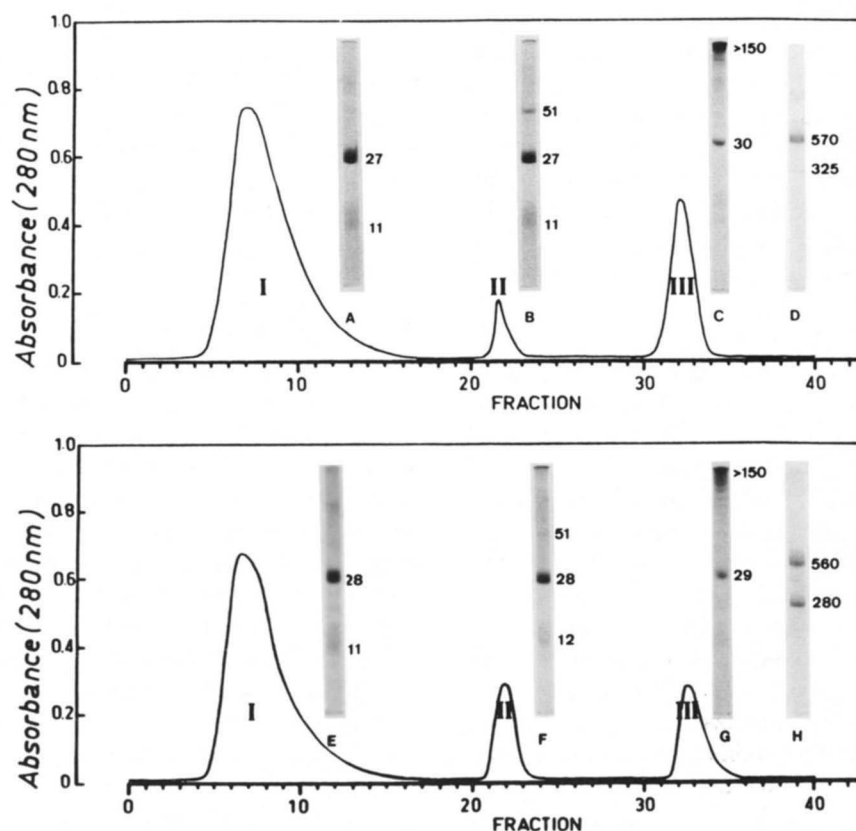 1.0
0.8
0.6
0.4
0.2
0
Absorbance (280 nm)
I
II
III
27
11
A
51
27
11
B
>150
30
C
570
325
D
0
10
20
30
40
FRACTION
1.0
0.8
0.6
0.4
0.2
0
Absorbance (280 nm)
I
II
III
28
11
E
51
28
12
F
>150
29
G
560
280
H
0
10
20
30
40
FRACTION